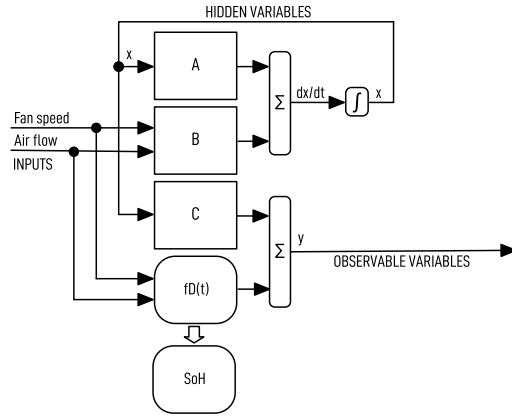 HIDDEN VARIABLES
x
A
Σ
dx/dt
∫
x
Fan speed
Air flow
INPUTS
B
C
Σ
y
OBSERVABLE VARIABLES
fD(t)
SoH